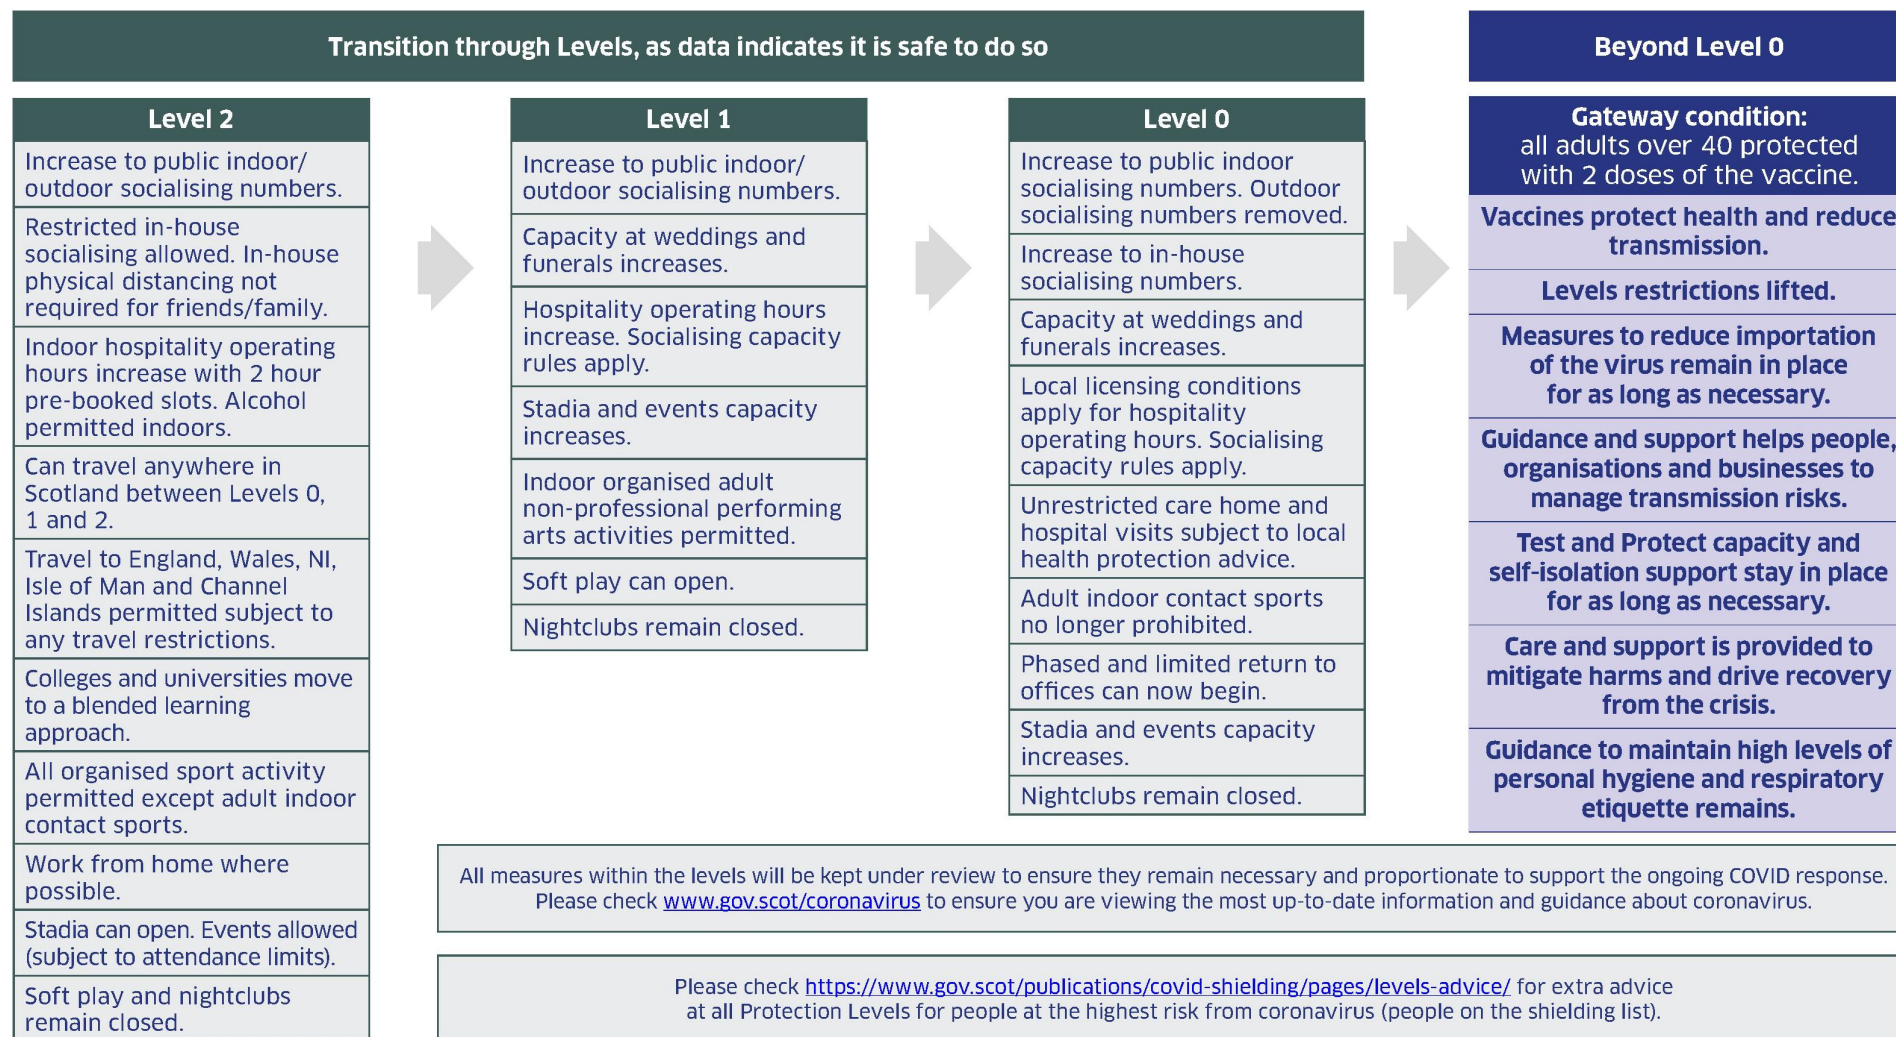 Transition through Levels, as data indicates it is safe to do so
Level 2
Increase to public indoor/
outdoor socialising numbers.
Restricted in-house
socialising allowed. In-house
physical distancing not
required for friends/family.
Indoor hospitality operating
hours increase with 2 hour
pre-booked slots. Alcohol
permitted indoors.
Can travel anywhere in
Scotland between Levels 0,
1 and 2.
Travel to England, Wales, NI,
Isle of Man and Channel
Islands permitted subject to
any travel restrictions.
Colleges and universities move
to a blended learning
approach.
All organised sport activity
permitted except adult indoor
contact sports.
Work from home where
possible.
Stadia can open. Events allowed
(subject to attendance limits).
Soft play and nightclubs
remain closed.
Level 1
Increase to public indoor/
outdoor socialising numbers.
Capacity at weddings and
funerals increases.
Hospitality operating hours
increase. Socialising capacity
rules apply.
Stadia and events capacity
increases.
Indoor organised adult
non-professional performing
arts activities permitted.
Soft play can open.
Nightclubs remain closed.
Level 0
Increase to public indoor
socialising numbers. Outdoor
socialising numbers removed.
Increase to in-house
socialising numbers.
Capacity at weddings and
funerals increases.
Local licensing conditions
apply for hospitality
operating hours. Socialising
capacity rules apply.
Unrestricted care home and
hospital visits subject to local
health protection advice.
Adult indoor contact sports
no longer prohibited.
Phased and limited return to
offices can now begin.
Stadia and events capacity
increases.
Nightclubs remain closed.
Beyond Level 0
Gateway condition:
all adults over 40 protected
with 2 doses of the vaccine.
Vaccines protect health and reduce
transmission.
Levels restrictions lifted.
Measures to reduce importation
of the virus remain in place
for as long as necessary.
Guidance and support helps people,
organisations and businesses to
manage transmission risks.
Test and Protect capacity and
self-isolation support stay in place
for as long as necessary.
Care and support is provided to
mitigate harms and drive recovery
from the crisis.
Guidance to maintain high levels of
personal hygiene and respiratory
etiquette remains.
All measures within the levels will be kept under review to ensure they remain necessary and proportionate to support the ongoing COVID response.
Please check www.gov.scot/coronavirus to ensure you are viewing the most up-to-date information and guidance about coronavirus.
Please check https://www.gov.scot/publications/covid-shielding/pages/levels-advice/ for extra advice
at all Protection Levels for people at the highest risk from coronavirus (people on the shielding list).